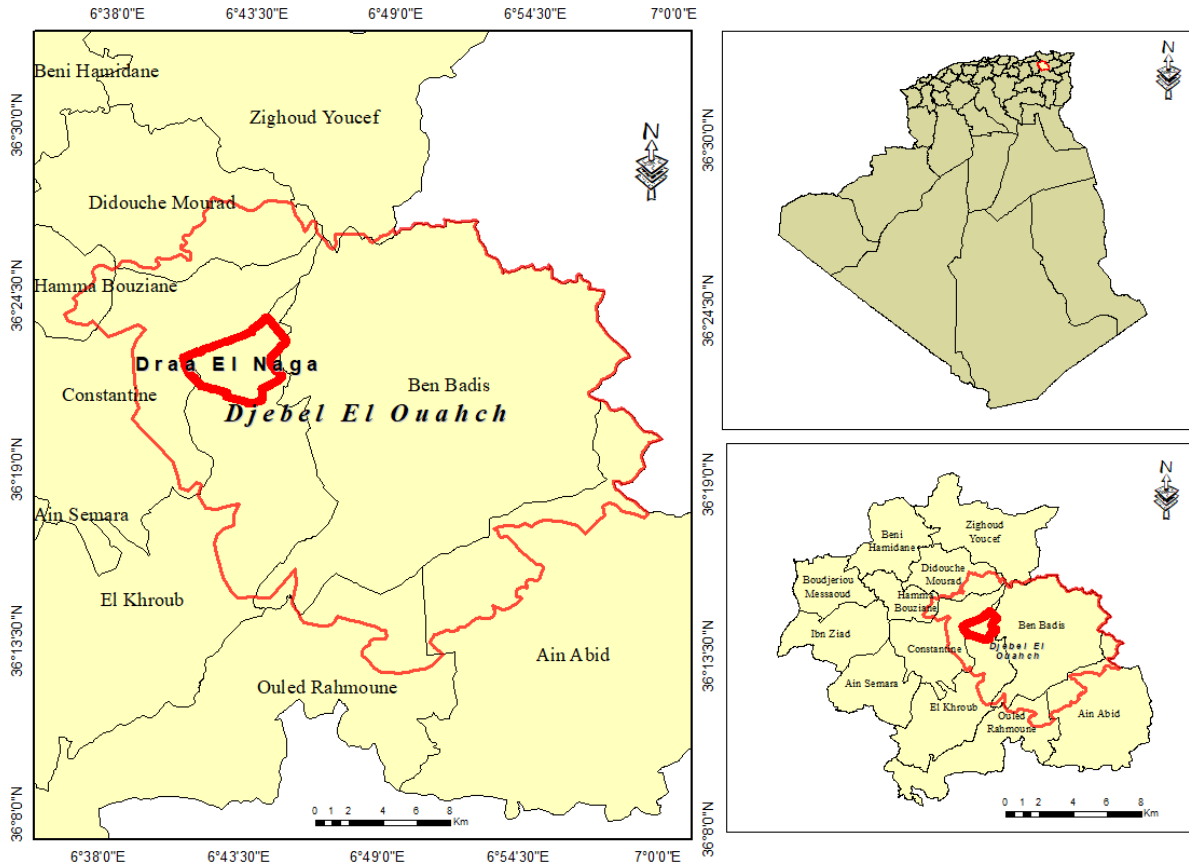 6°38'0"E 6°43'30"E 6°49'0"E 6°54'30"E 7°0'0"E
36°30'0"N
36°24'30"N
36°19'0"N
36°13'30"N
36°8'0"N
Beni Hamidane
Zighoud Youcef
N
Didouche Mourad
Hamma Bouziane
Draa El Naga
Constantine
Ben Badis
Djebel El Ouahch
Ain Semara
El Khroub
Ain Abid
Ouled Rahmoune
0 1 2 4 6 8
Km
6°38'0"E 6°43'30"E 6°49'0"E 6°54'30"E 7°0'0"E
36°30'0"N
36°24'30"N
36°19'0"N
36°13'30"N
36°8'0"N
N
N
Beni
Hamidane
Zighoud
Youcef
Didouche
Mourad
Boudjeriou
Messaoud
Hamma
Bouziane
Ibn Ziad
Ben Badis
Constantine
Djebel El
Ouahch
Ain Semara
El Khroub
Ouled
Rahmoune
Ain Abid
0 1 2 4 6 8
Km